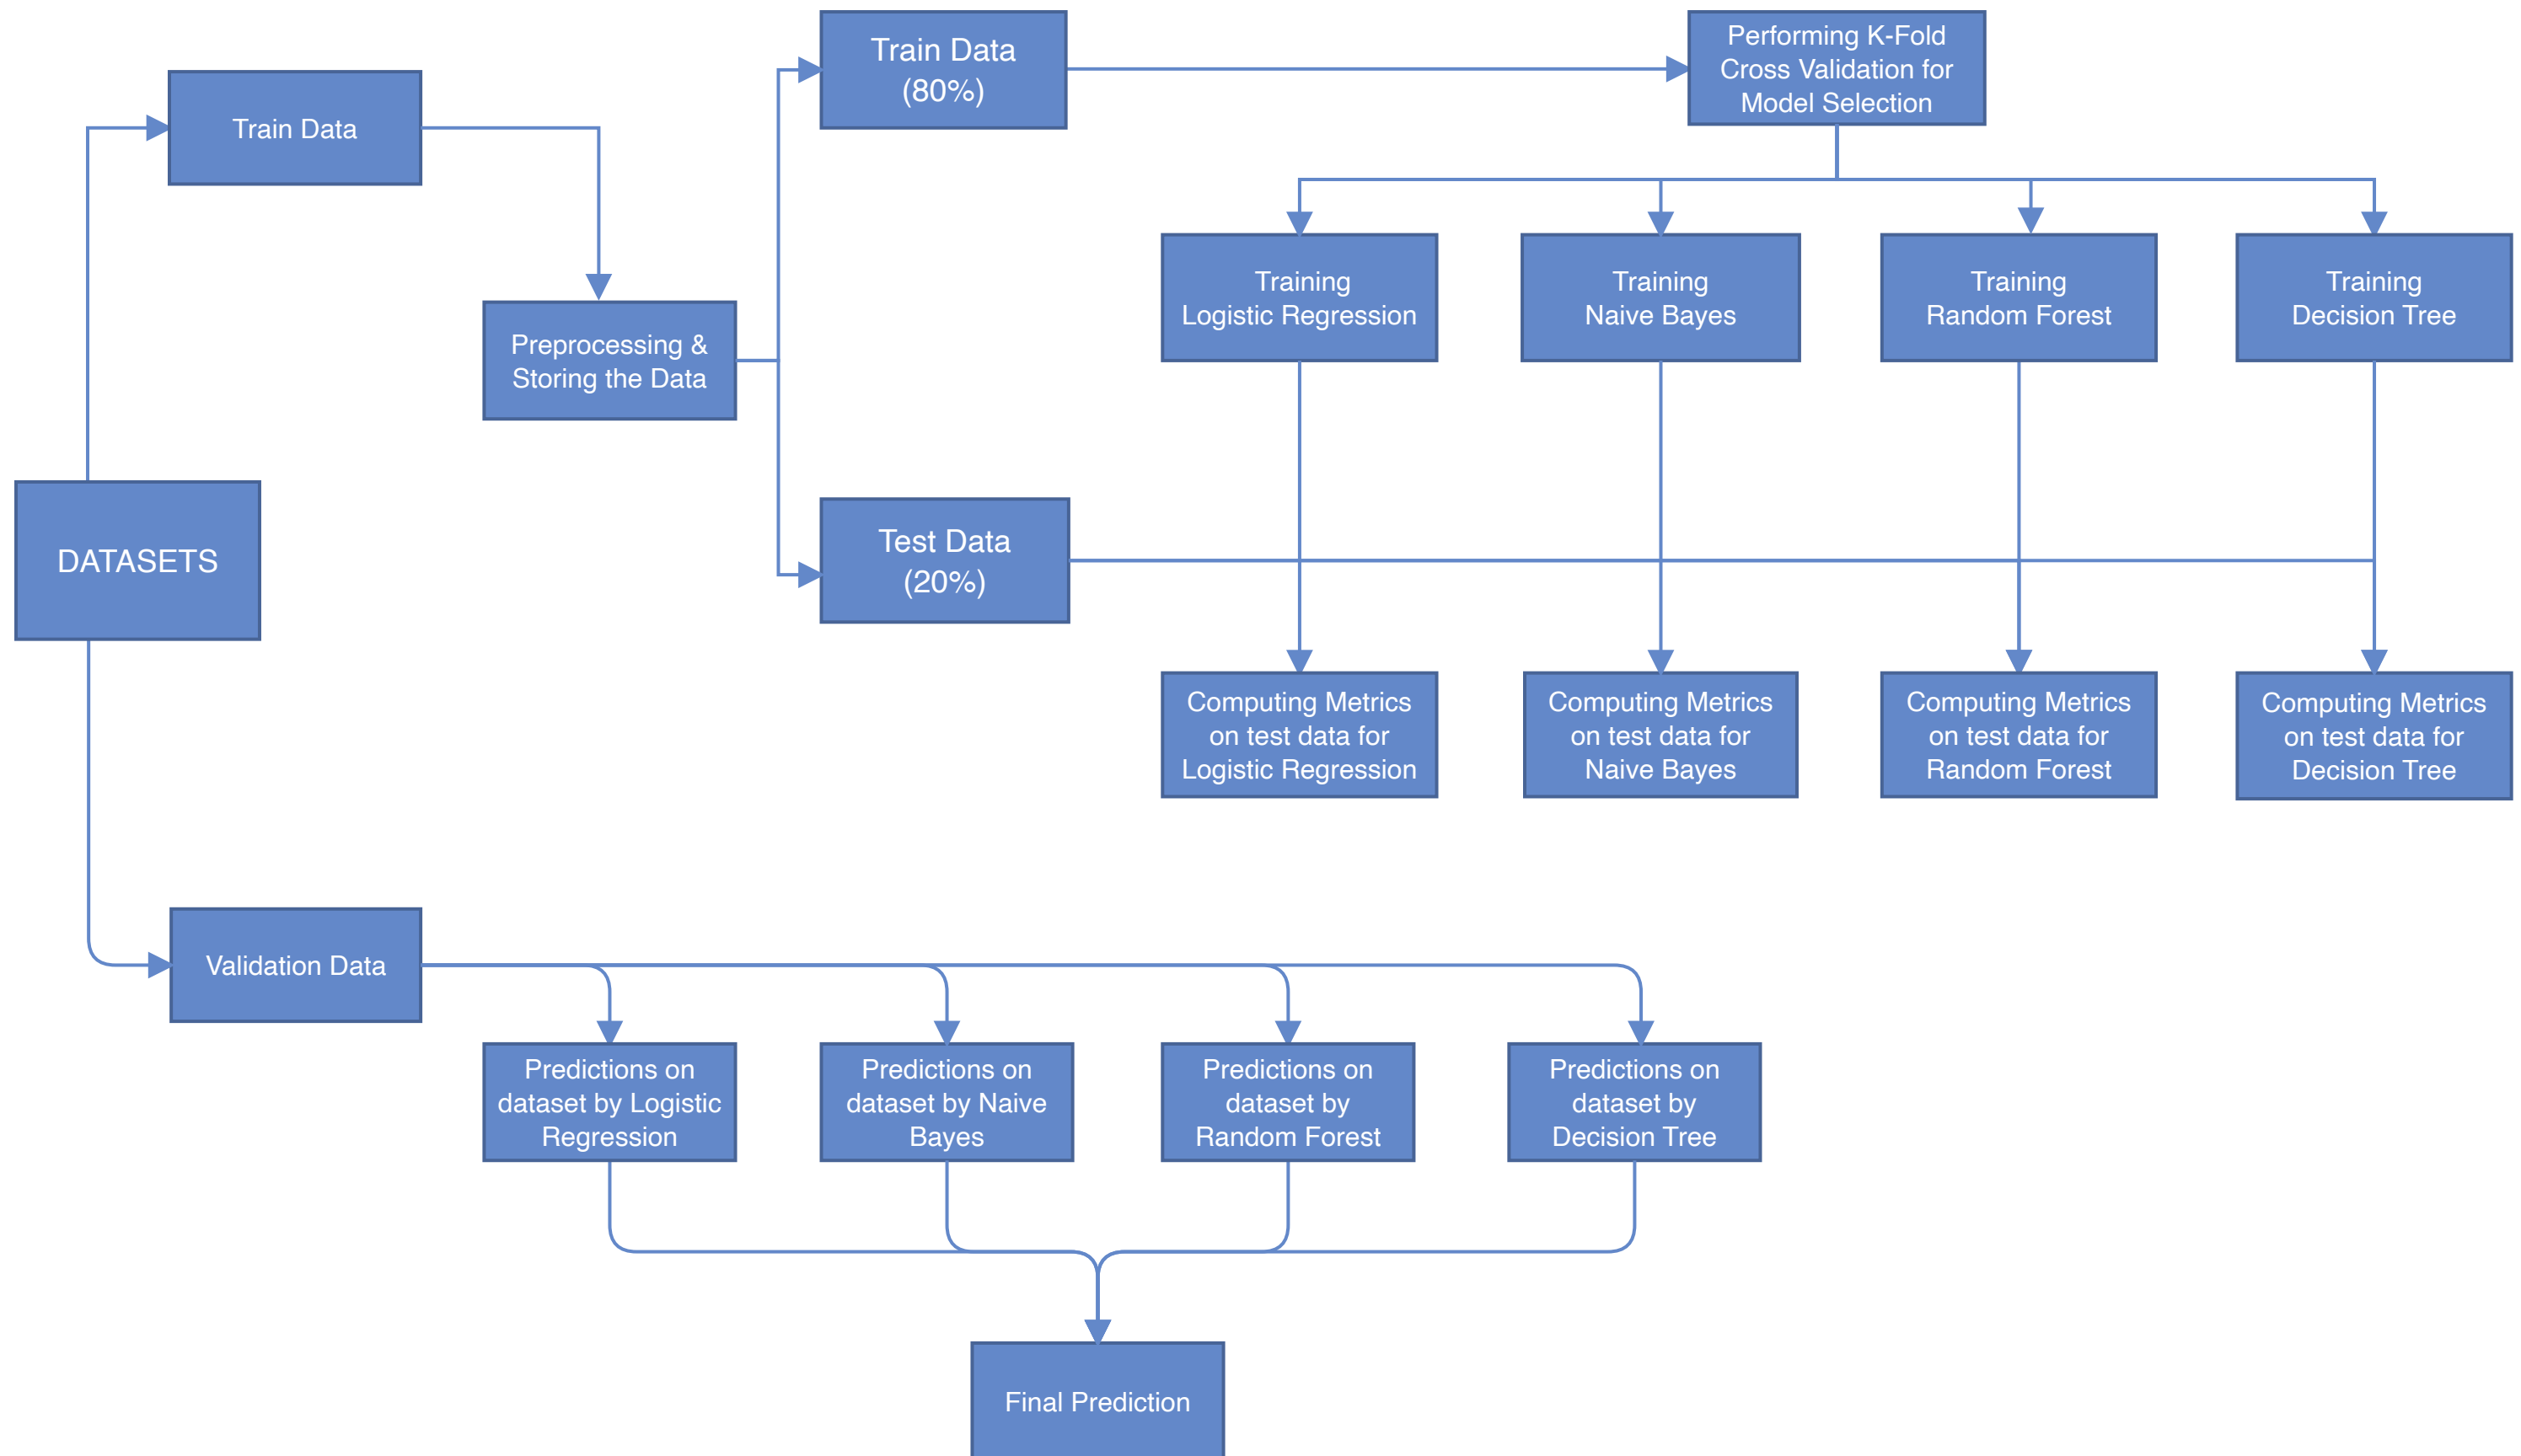 Train Data
(80%)
Performing K-Fold
Cross Validation for
Model Selection
Train Data
Training
Logistic Regression
Training
Naive Bayes
Training
Random Forest
Training
Decision Tree
Preprocessing &
Storing the Data
DATASETS
Test Data
(20%)
Computing Metrics
on test data for
Logistic Regression
Computing Metrics
on test data for
Naive Bayes
Computing Metrics
on test data for
Random Forest
Computing Metrics
on test data for
Decision Tree
Validation Data
Predictions on
dataset by Logistic
Regression
Predictions on
dataset by Naive
Bayes
Predictions on
dataset by
Random Forest
Predictions on
dataset by
Decision Tree
Final Prediction